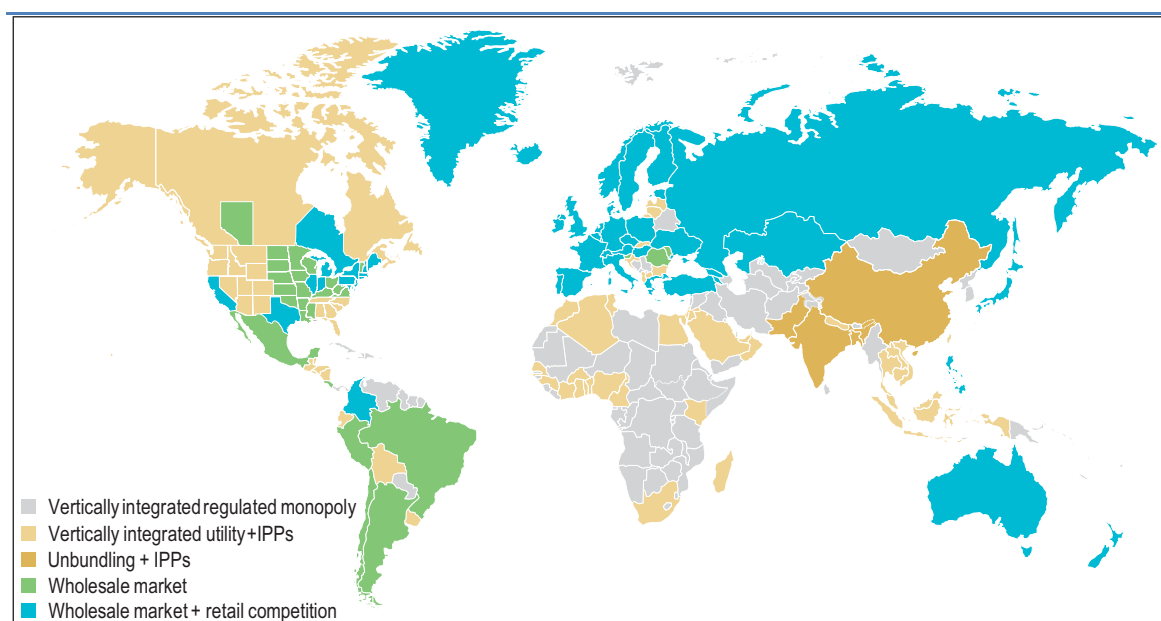 Vertically integrated regulated monopoly
Vertically integrated utility+IPPs
Unbundling + IPPs
Wholesale market
Wholesale market + retail competition